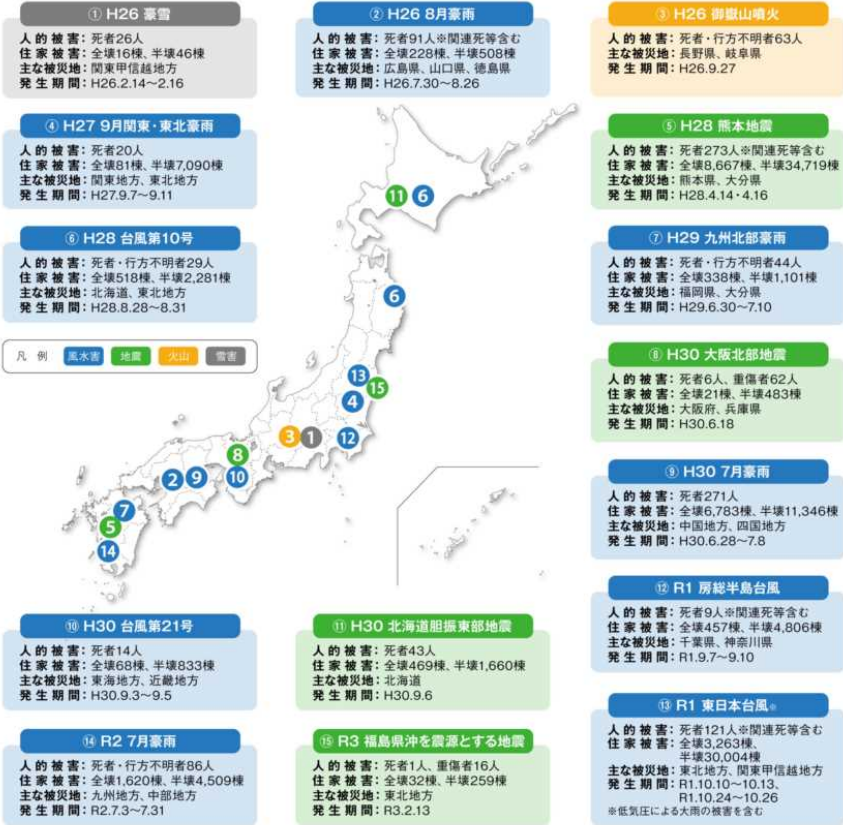 ① H26 豪雪
人的被害：死者26人
住家被害：全壊16棟、半壊46棟
主な被災地：関東甲信越地方
発生期間：H26.2.14～2.16
② H26 8月豪雨
人的被害：死者91人※関連死等含む
住家被害：全壊228棟、半壊508棟
主な被災地：広島県、山口県、徳島県
発生期間：H26.7.30～8.26
③ H26 御嶽山噴火
人的被害：死者・行方不明者63人
主な被災地：長野県、岐阜県
発生期間：H26.9.27
④ H27 9月関東・東北豪雨
人的被害：死者20人
住家被害：全壊81棟、半壊7,090棟
主な被災地：関東地方、東北地方
発生期間：H27.9.7～9.11
⑤ H28 熊本地震
人的被害：死者273人※関連死等含む
住家被害：全壊8,667棟、半壊34,719棟
主な被災地：熊本県、大分県
発生期間：H28.4.14・4.16
⑥ H28 台風第10号
人的被害：死者・行方不明者29人
住家被害：全壊518棟、半壊2,281棟
主な被災地：北海道、東北地方
発生期間：H28.8.28～8.31
⑦ H29 九州北部豪雨
人的被害：死者・行方不明者44人
住家被害：全壊338棟、半壊1,101棟
主な被災地：福岡県、大分県
発生期間：H29.6.30～7.10
凡例 風水害 地震 火山 雪害
⑧ H30 大阪北部地震
人的被害：死者6人、重傷者62人
住家被害：全壊21棟、半壊483棟
主な被災地：大阪府、兵庫県
発生期間：H30.6.18
11 6
6
13
15
4
3 1 12
8
2 9 10
7
5
14
⑨ H30 7月豪雨
人的被害：死者271人
住家被害：全壊6,783棟、半壊11,346棟
主な被災地：中国地方、四国地方
発生期間：H30.6.28～7.8
⑩ H30 台風第21号
人的被害：死者14人
住家被害：全壊68棟、半壊833棟
主な被災地：東海地方、近畿地方
発生期間：H30.9.3～9.5
⑪ H30 北海道胆振東部地震
人的被害：死者43人
住家被害：全壊469棟、半壊1,660棟
主な被災地：北海道
発生期間：H30.9.6
⑫ R1 房総半島台風
人的被害：死者9人※関連死等含む
住家被害：全壊457棟、半壊4,806棟
主な被災地：千葉県、神奈川県
発生期間：R1.9.7～9.10
⑬ R1 東日本台風※
人的被害：死者121人※関連死等含む
住家被害：全壊3,263棟、
半壊30,004棟
主な被災地：東北地方、関東甲信越地方
発生期間：R1.10.10～10.13、
R1.10.24～10.26
※低気圧による大雨の被害を含む
⑭ R2 7月豪雨
人的被害：死者・行方不明者86人
住家被害：全壊1,620棟、半壊4,509棟
主な被災地：九州地方、中部地方
発生期間：R2.7.3～7.31
⑮ R3 福島県沖を震源とする地震
人的被害：死者1人、重傷者16人
住家被害：全壊32棟、半壊259棟
主な被災地：東北地方
発生期間：R3.2.13